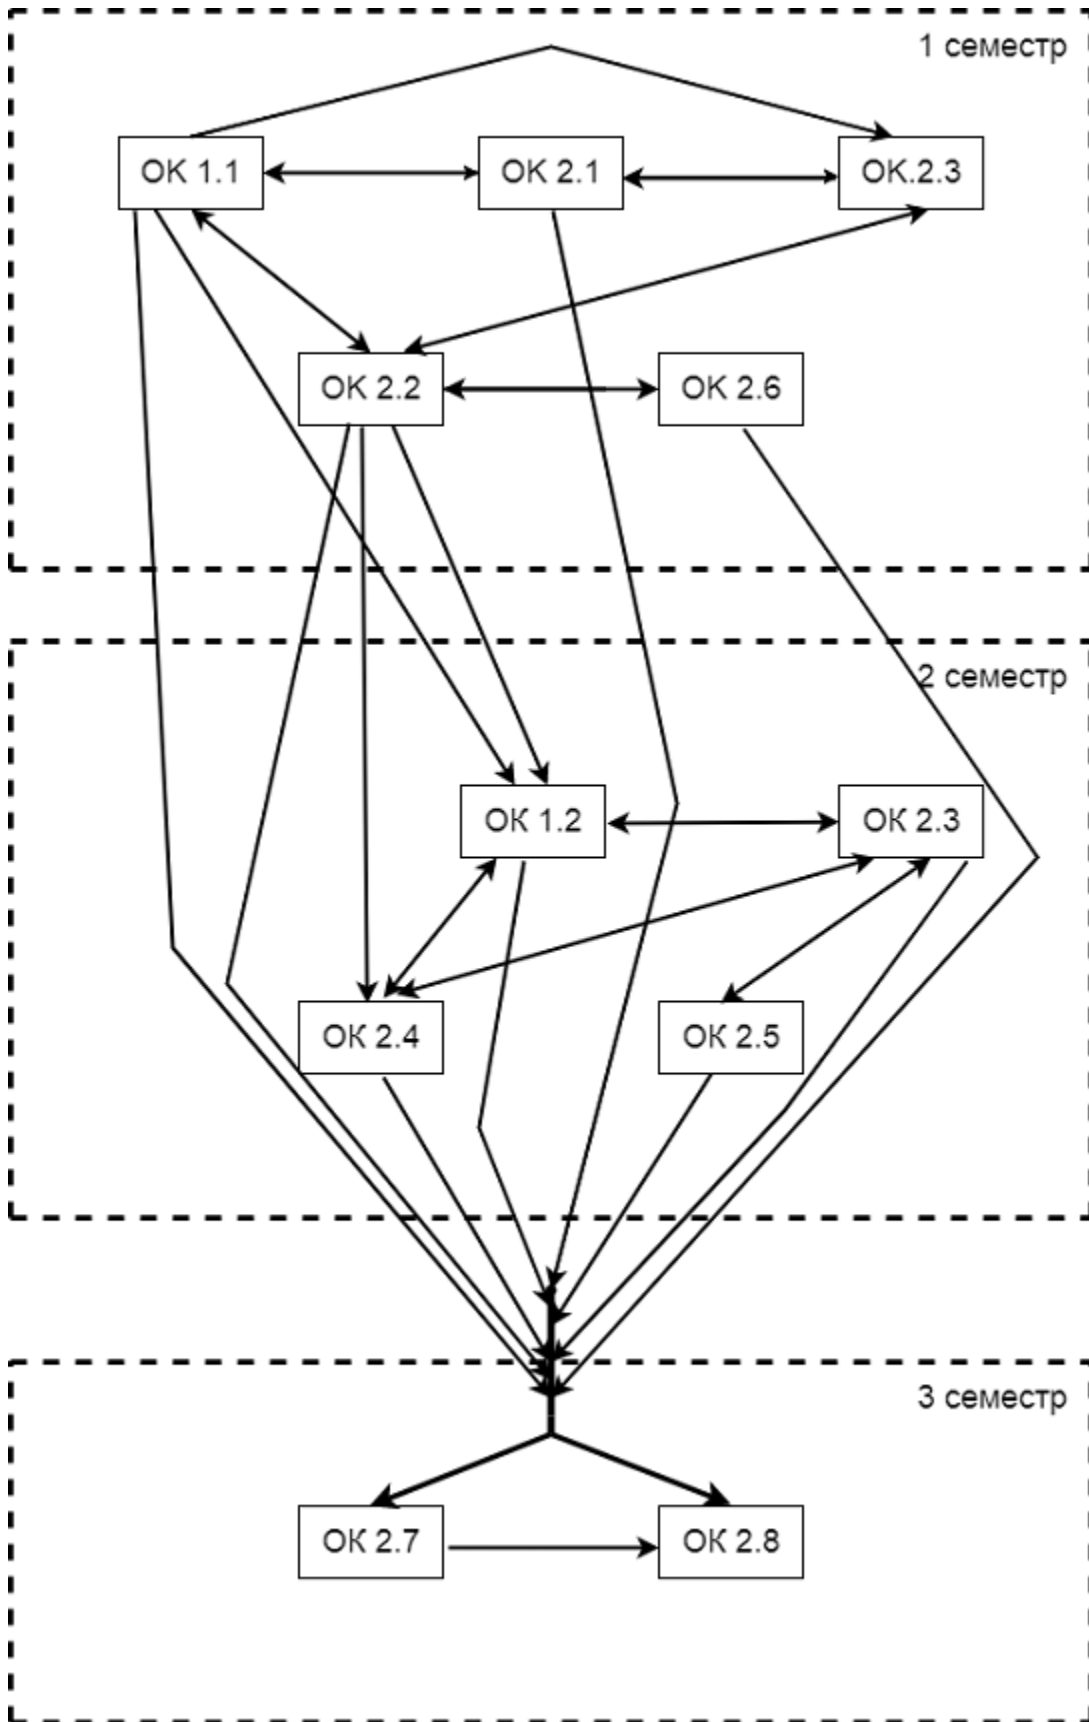 1 семестр
ОК 1.1
ОК 2.1
ОК.2.3
ОК 2.2
ОК 2.6
2 семестр
ОК 1.2
ОК 2.3
ОК 2.4
ОК 2.5
3 семестр
ОК 2.7
ОК 2.8